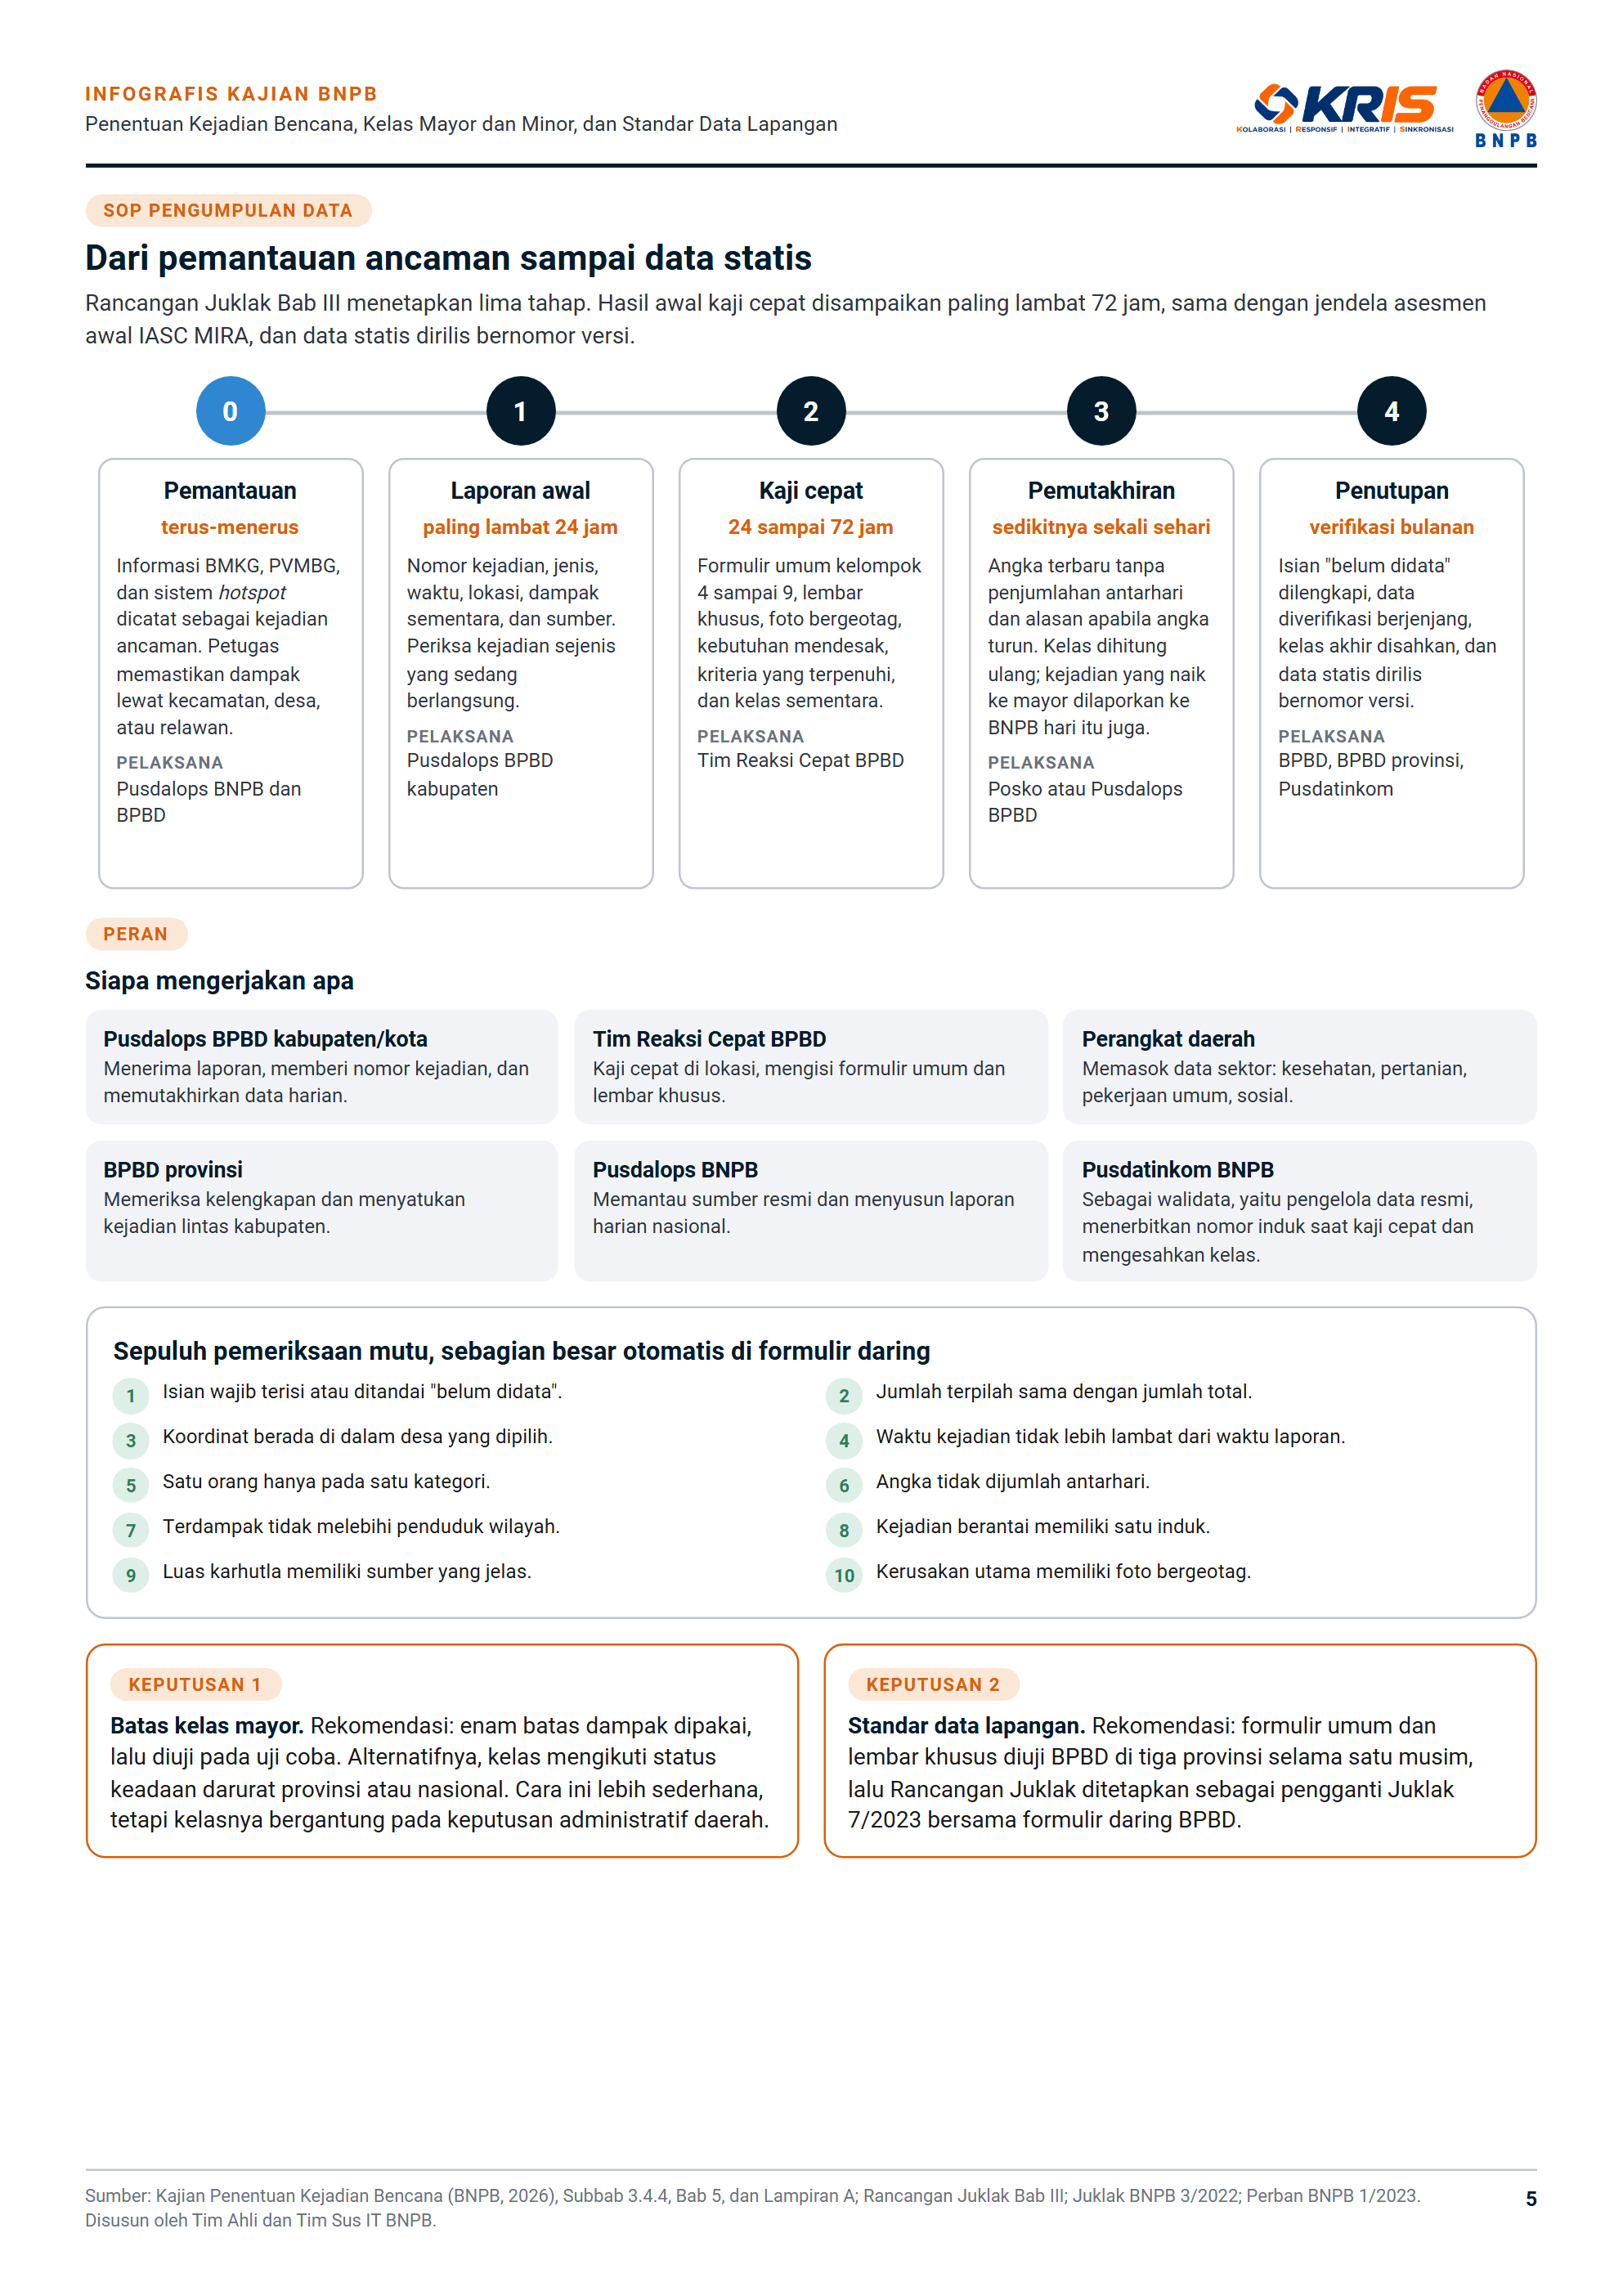 INFOGRAFIS KAJIAN BNPB
Penentuan Kejadian Bencana, Kelas Mayor dan Minor, dan Standar Data Lapangan
KRIS
KOLABORASI | RESPONSIF | INTEGRATIF | SINKRONISASI
BADAN NASIONAL
PENANGGULANGAN BENCANA
BNPB
SOP PENGUMPULAN DATA
Dari pemantauan ancaman sampai data statis
Rancangan Juklak Bab III menetapkan lima tahap. Hasil awal kaji cepat disampaikan paling lambat 72 jam, sama dengan jendela asesmen
awal IASC MIRA, dan data statis dirilis bernomor versi.
0
Pemantauan
terus-menerus
Informasi BMKG, PVMBG,
dan sistem hotspot
dicatat sebagai kejadian
ancaman. Petugas
memastikan dampak
lewat kecamatan, desa,
atau relawan.
PELAKSANA
Pusdalops BNPB dan
BPBD
1
Laporan awal
paling lambat 24 jam
Nomor kejadian, jenis,
waktu, lokasi, dampak
sementara, dan sumber.
Periksa kejadian sejenis
yang sedang
berlangsung.
PELAKSANA
Pusdalops BPBD
kabupaten
2
Kaji cepat
24 sampai 72 jam
Formulir umum kelompok
4 sampai 9, lembar
khusus, foto bergeotag,
kebutuhan mendesak,
kriteria yang terpenuhi,
dan kelas sementara.
PELAKSANA
Tim Reaksi Cepat BPBD
3
Pemutakhiran
sedikitnya sekali sehari
Angka terbaru tanpa
penjumlahan antarhari
dan alasan apabila angka
turun. Kelas dihitung
ulang; kejadian yang naik
ke mayor dilaporkan ke
BNPB hari itu juga.
PELAKSANA
Posko atau Pusdalops
BPBD
4
Penutupan
verifikasi bulanan
Isian "belum didata"
dilengkapi, data
diverifikasi berjenjang,
kelas akhir disahkan, dan
data statis dirilis
bernomor versi.
PELAKSANA
BPBD, BPBD provinsi,
Pusdatinkom
PERAN
Siapa mengerjakan apa
Pusdalops BPBD kabupaten/kota
Menerima laporan, memberi nomor kejadian, dan
memutakhirkan data harian.
Tim Reaksi Cepat BPBD
Kaji cepat di lokasi, mengisi formulir umum dan
lembar khusus.
Perangkat daerah
Memasok data sektor: kesehatan, pertanian,
pekerjaan umum, sosial.
BPBD provinsi
Memeriksa kelengkapan dan menyatukan
kejadian lintas kabupaten.
Pusdalops BNPB
Memantau sumber resmi dan menyusun laporan
harian nasional.
Pusdatinkom BNPB
Sebagai walidata, yaitu pengelola data resmi,
menerbitkan nomor induk saat kaji cepat dan
mengesahkan kelas.
Sepuluh pemeriksaan mutu, sebagian besar otomatis di formulir daring
1 Isian wajib terisi atau ditandai "belum didata".
2 Jumlah terpilah sama dengan jumlah total.
3 Koordinat berada di dalam desa yang dipilih.
4 Waktu kejadian tidak lebih lambat dari waktu laporan.
5 Satu orang hanya pada satu kategori.
6 Angka tidak dijumlah antarhari.
7 Terdampak tidak melebihi penduduk wilayah.
8 Kejadian berantai memiliki satu induk.
9 Luas karhutla memiliki sumber yang jelas.
10 Kerusakan utama memiliki foto bergeotag.
KEPUTUSAN 1
Batas kelas mayor. Rekomendasi: enam batas dampak dipakai,
lalu diuji pada uji coba. Alternatifnya, kelas mengikuti status
keadaan darurat provinsi atau nasional. Cara ini lebih sederhana,
tetapi kelasnya bergantung pada keputusan administratif daerah.
KEPUTUSAN 2
Standar data lapangan. Rekomendasi: formulir umum dan
lembar khusus diuji BPBD di tiga provinsi selama satu musim,
lalu Rancangan Juklak ditetapkan sebagai pengganti Juklak
7/2023 bersama formulir daring BPBD.
Sumber: Kajian Penentuan Kejadian Bencana (BNPB, 2026), Subbab 3.4.4, Bab 5, dan Lampiran A; Rancangan Juklak Bab III; Juklak BNPB 3/2022; Perban BNPB 1/2023.
Disusun oleh Tim Ahli dan Tim Sus IT BNPB.
5